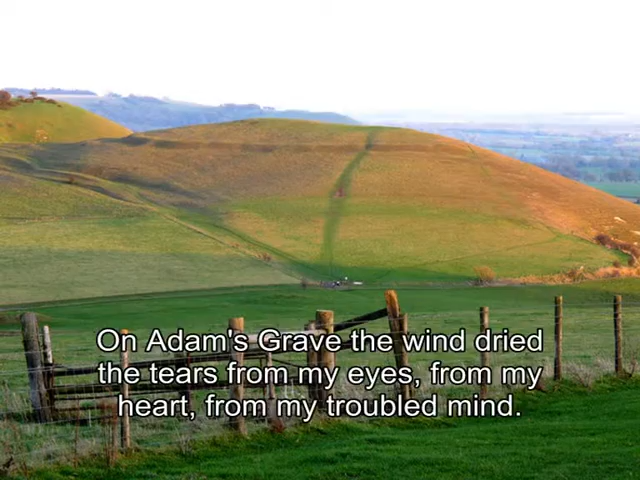 On Adam's Grave the wind dried
the tears from my eyes, from my
heart, from my troubled mind.